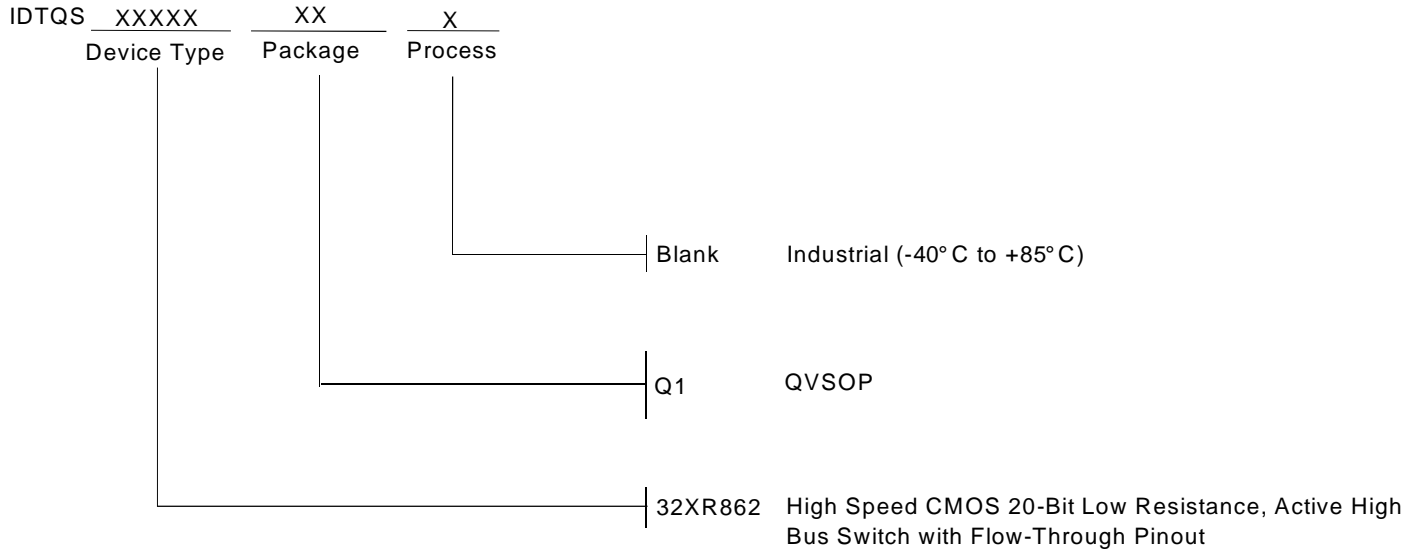 IDTQS XXXXX XX X
Device Type Package Process
Blank Industrial (-40° C to +85° C)
Q1 QVSOP
32XR862 High Speed CMOS 20-Bit Low Resistance, Active High
Bus Switch with Flow-Through Pinout